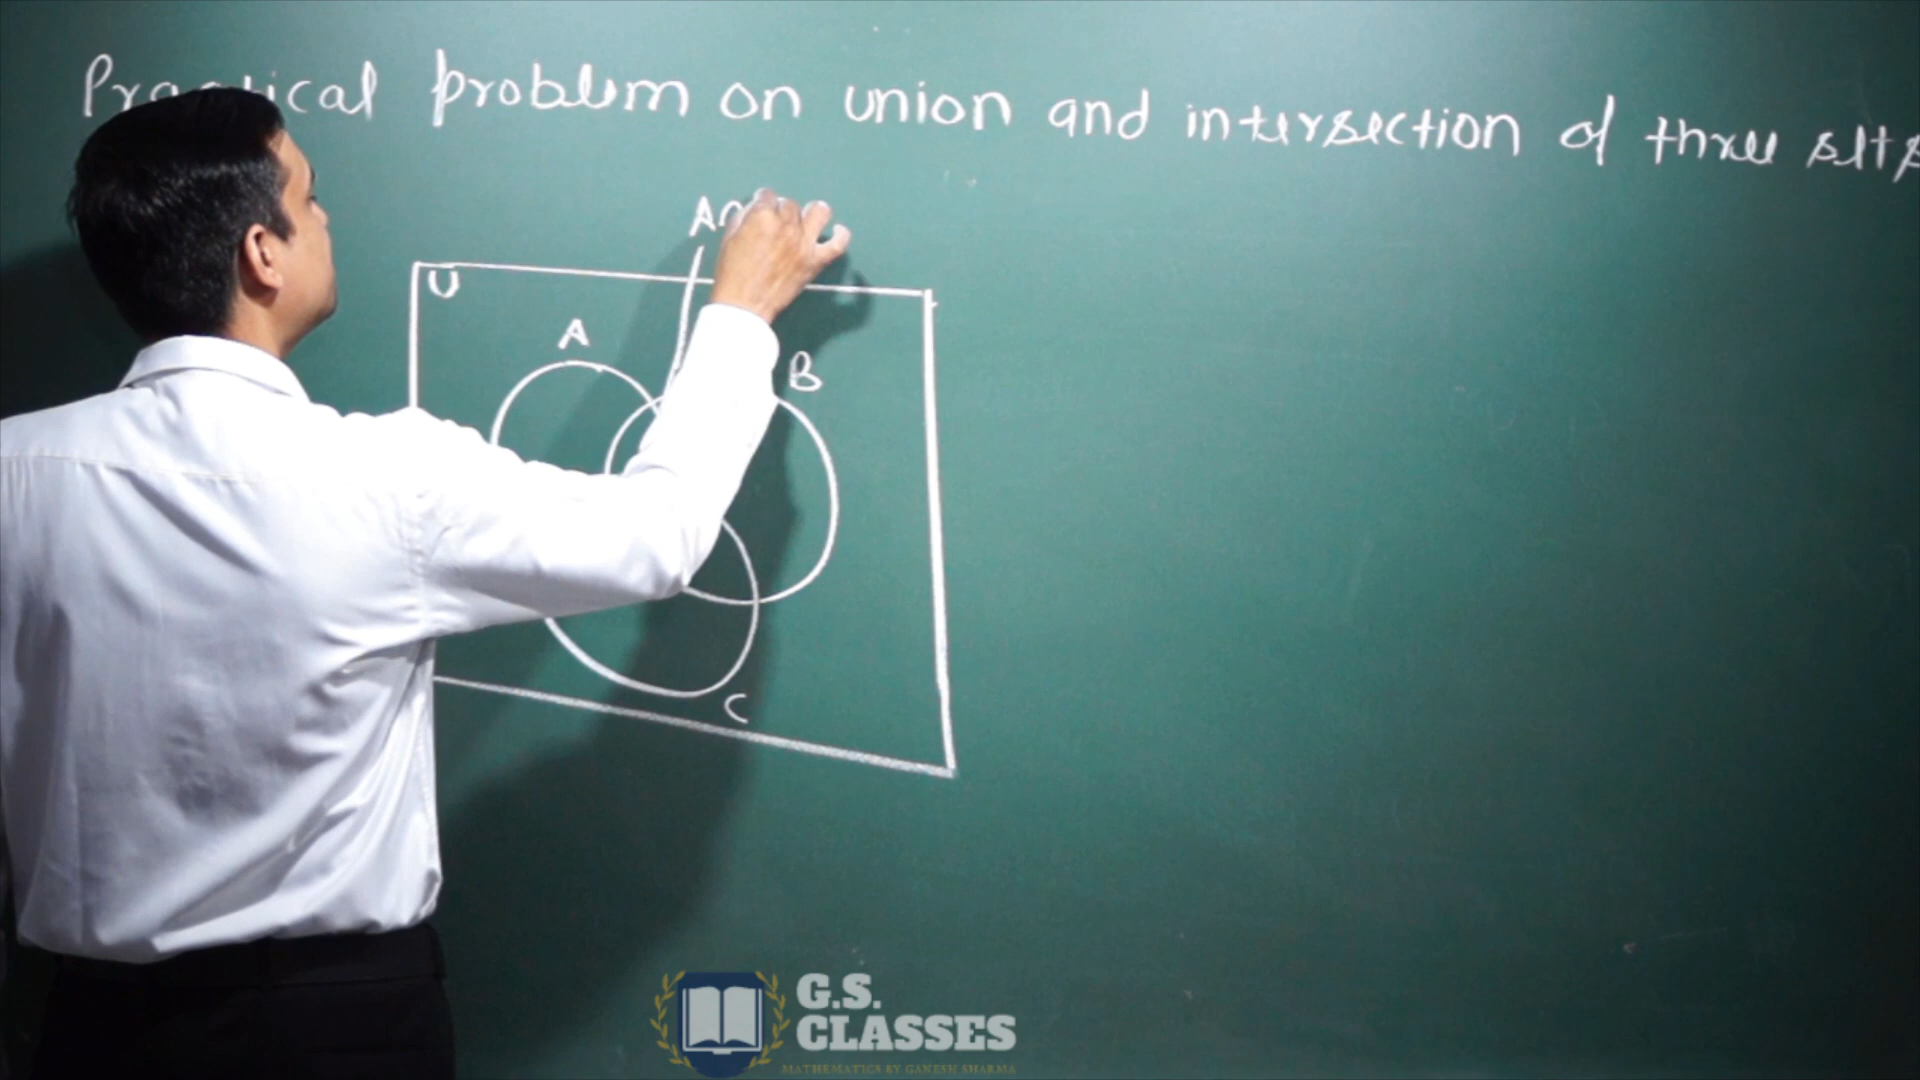 Practical problem on union and intersection of three sets
A∩
U
A
B
C
G.S.
CLASSES
MATHEMATICS BY GANESH SHARMA